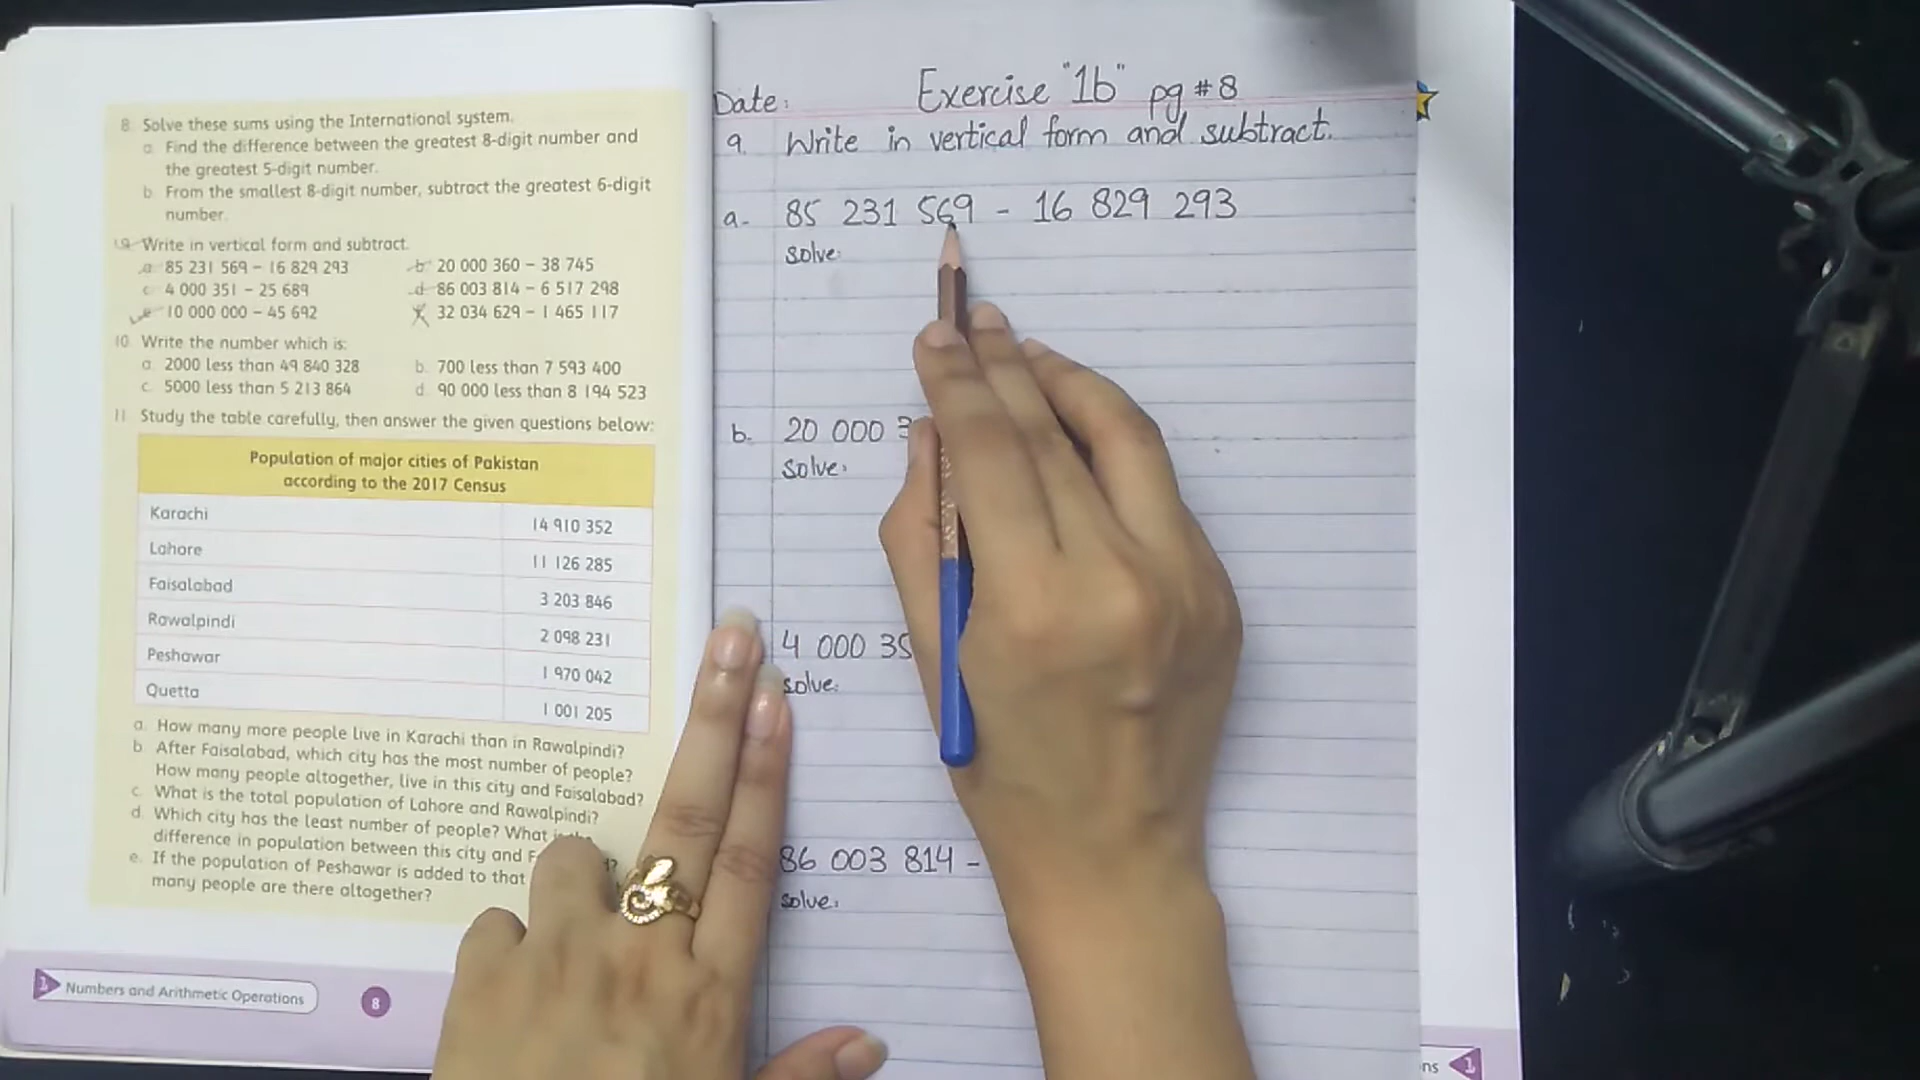 8. Solve these sums using the International system.
a. Find the difference between the greatest 8-digit number and
the greatest 5-digit number.
b. From the smallest 8-digit number, subtract the greatest 6-digit
number.
9. Write in vertical form and subtract.
a. 85 231 569 – 16 829 293
b. 20 000 360 – 38 745
c. 4 000 351 – 25 689
d. 86 003 814 – 6 517 298
e. 10 000 000 – 45 692
32 034 629 – 1 465 117
10. Write the number which is:
a. 2000 less than 49 840 328
b. 700 less than 7 593 400
c. 5000 less than 5 213 864
d. 90 000 less than 8 194 523
11. Study the table carefully, then answer the given questions below:
Population of major cities of Pakistan
according to the 2017 Census
Karachi 14 910 352
Lahore 11 126 285
Faisalabad 3 203 846
Rawalpindi 2 098 231
Peshawar 1 970 042
Quetta 1 001 205
a. How many more people live in Karachi than in Rawalpindi?
b. After Faisalabad, which city has the most number of people?
How many people altogether, live in this city and Faisalabad?
c. What is the total population of Lahore and Rawalpindi?
d. Which city has the least number of people? What is the
difference in population between this city and
e. If the population of Peshawar is added to that
many people are there altogether?
1 Numbers and Arithmetic Operations 8
Date: Exercise "1b" pg # 8
9. Write in vertical form and subtract.
a- 85 231 569 - 16 829 293
solve:
b. 20 000
solve:
4 000 35
solve:
86 003 814 -
solve:
ns 1